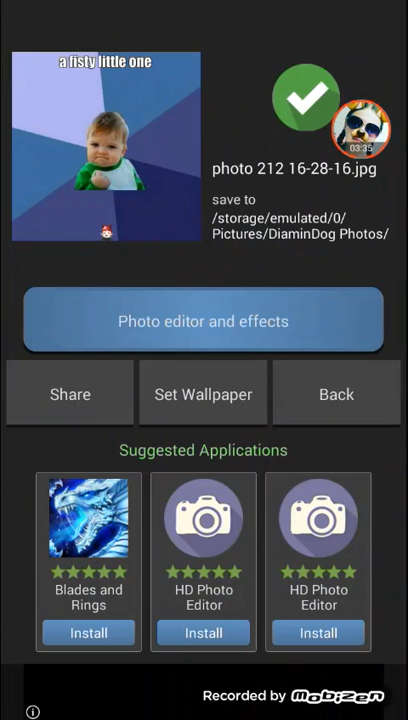 a fisty little one
03:35
photo 212 16-28-16.jpg
save to
/storage/emulated/0/
Pictures/DiaminDog Photos/
Photo editor and effects
Share
Set Wallpaper
Back
Suggested Applications
Blades and
Rings
Install
HD Photo
Editor
Install
HD Photo
Editor
Install
Recorded by mobizen